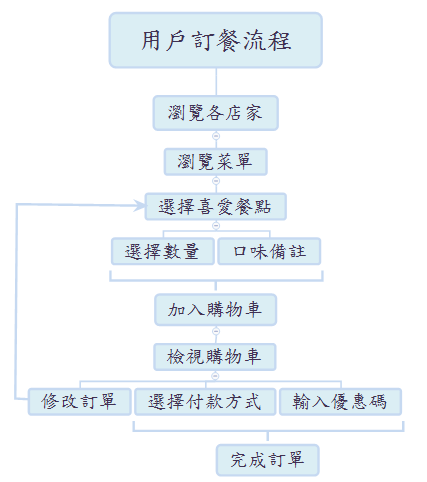 用戶訂餐流程
瀏覽各店家
瀏覽菜單
選擇喜愛餐點
選擇數量
口味備註
加入購物車
檢視購物車
修改訂單
選擇付款方式
輸入優惠碼
完成訂單